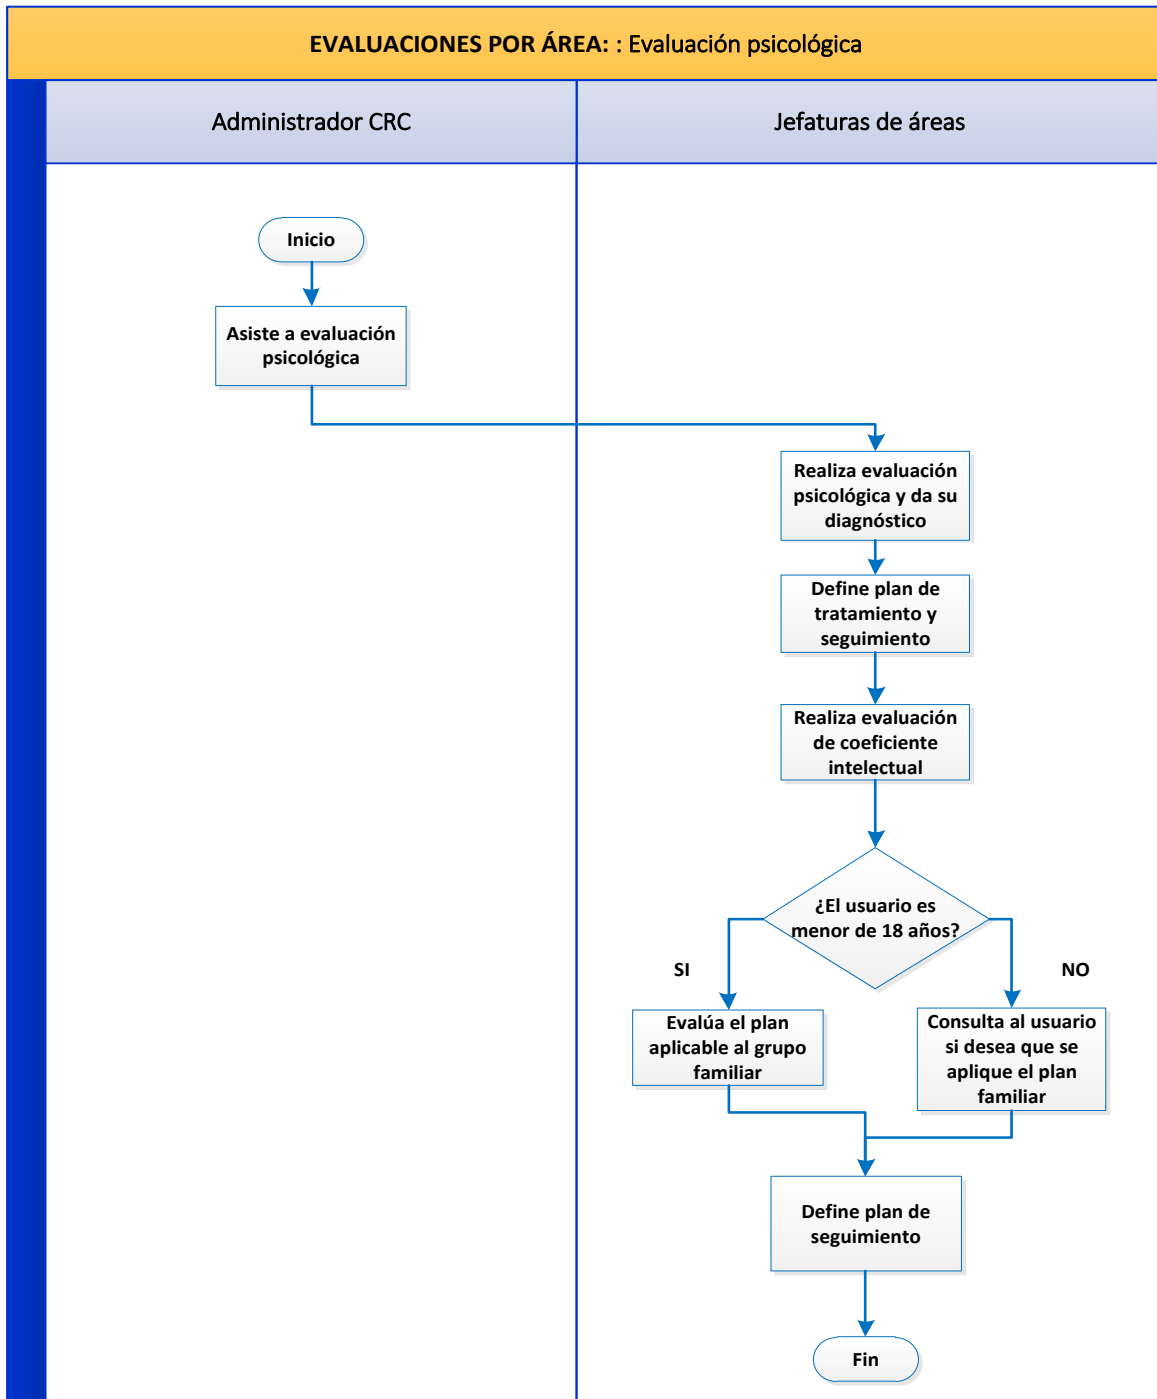 EVALUACIONES POR ÁREA: : Evaluación psicológica
Administrador CRC
Jefaturas de áreas
Inicio
Asiste a evaluación
psicológica
Realiza evaluación
psicológica y da su
diagnóstico
Define plan de
tratamiento y
seguimiento
Realiza evaluación
de coeficiente
intelectual
¿El usuario es
menor de 18 años?
SI
NO
Evalúa el plan
aplicable al grupo
familiar
Consulta al usuario
si desea que se
aplique el plan
familiar
Define plan de
seguimiento
Fin